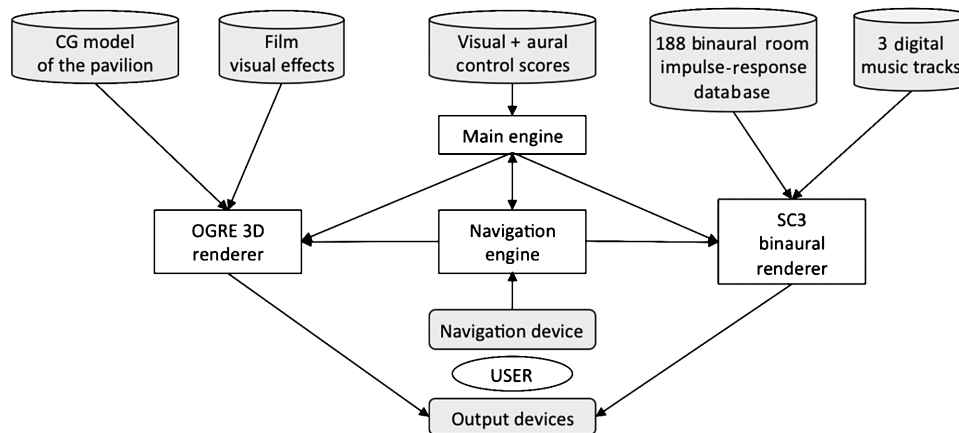 CG model
of the pavilion
Film
visual effects
Visual + aural
control scores
188 binaural room
impulse-response
database
3 digital
music tracks
Main engine
OGRE 3D
renderer
Navigation
engine
SC3
binaural
renderer
Navigation device
USER
Output devices